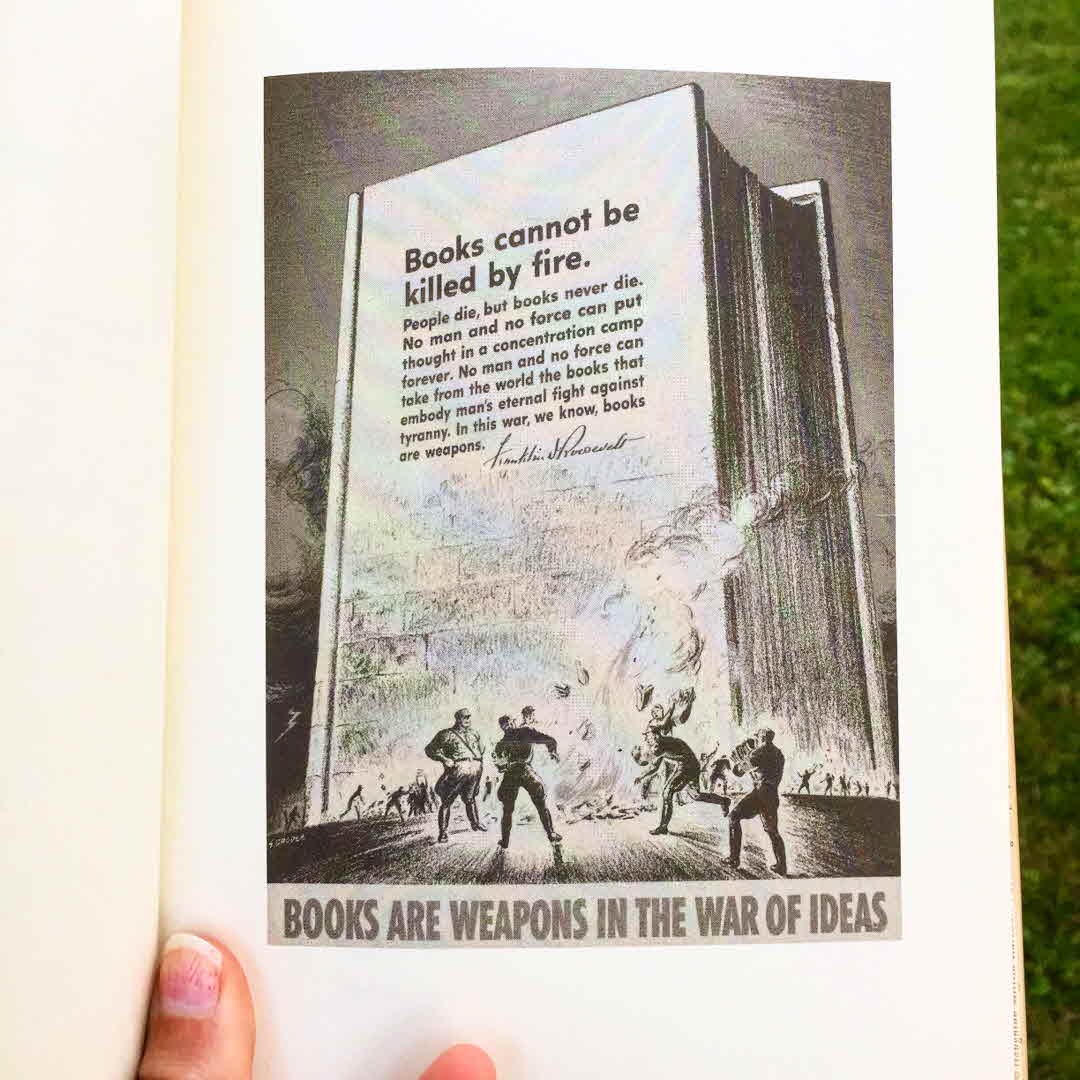 Books cannot be
killed by fire.
People die, but books never die.
No man and no force can put
thought in a concentration camp
forever. No man and no force can
take from the world the books that
embody man's eternal fight against
tyranny. In this war, we know, books
are weapons. Franklin D Roosevelt
BOOKS ARE WEAPONS IN THE WAR OF IDEAS